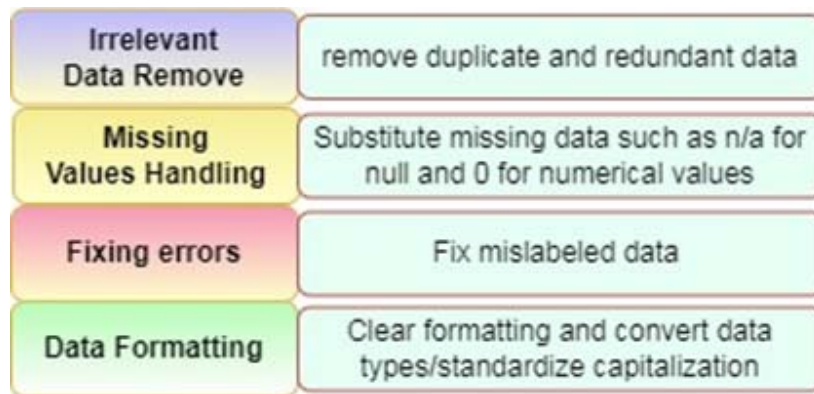 Irrelevant
Data Remove
remove duplicate and redundant data
Missing
Values Handling
Substitute missing data such as n/a for
null and 0 for numerical values
Fixing errors
Fix mislabeled data
Data Formatting
Clear formatting and convert data
types/standardize capitalization